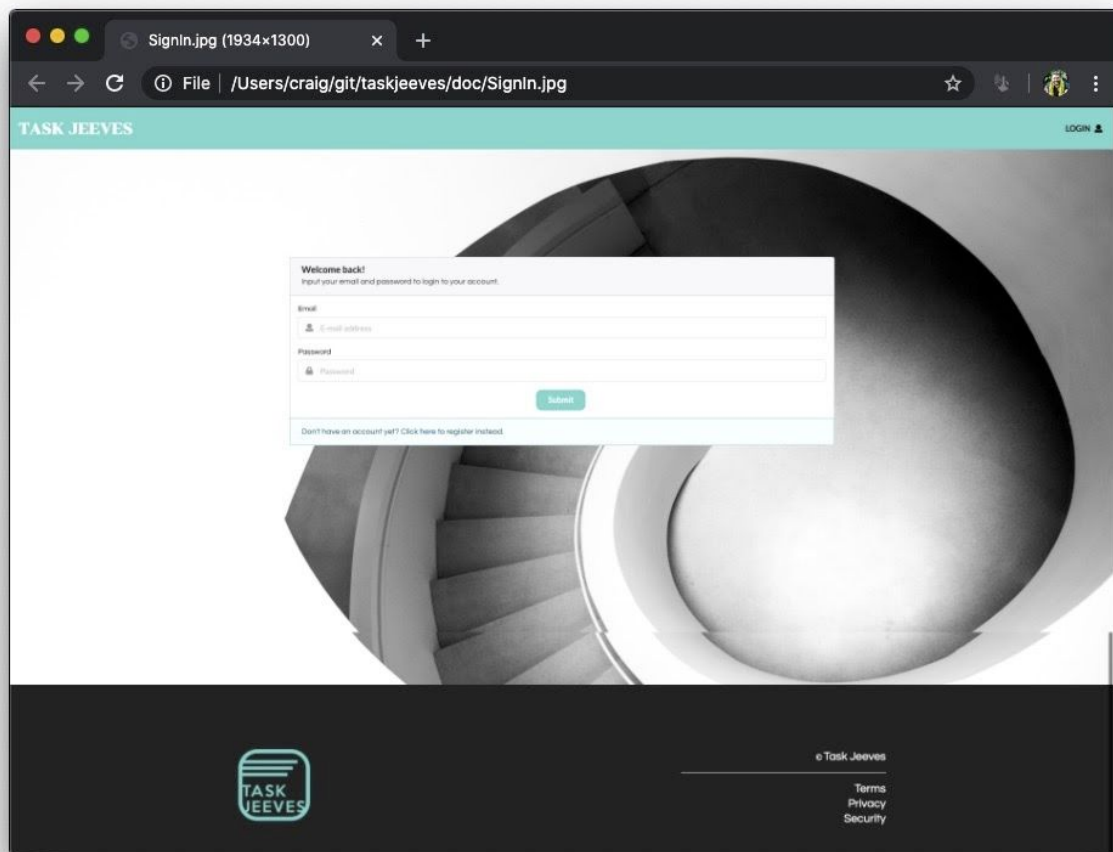 SignIn.jpg (1934×1300)
File | /Users/craig/git/taskjeeves/doc/SignIn.jpg
TASK JEEVES
LOGIN
Welcome back!
Input your email and password to login to your account.
Email
E-mail address
Password
Password
Submit
Don't have an account yet? Click here to register instead.
TASK
JEEVES
© Task Jeeves
Terms
Privacy
Security